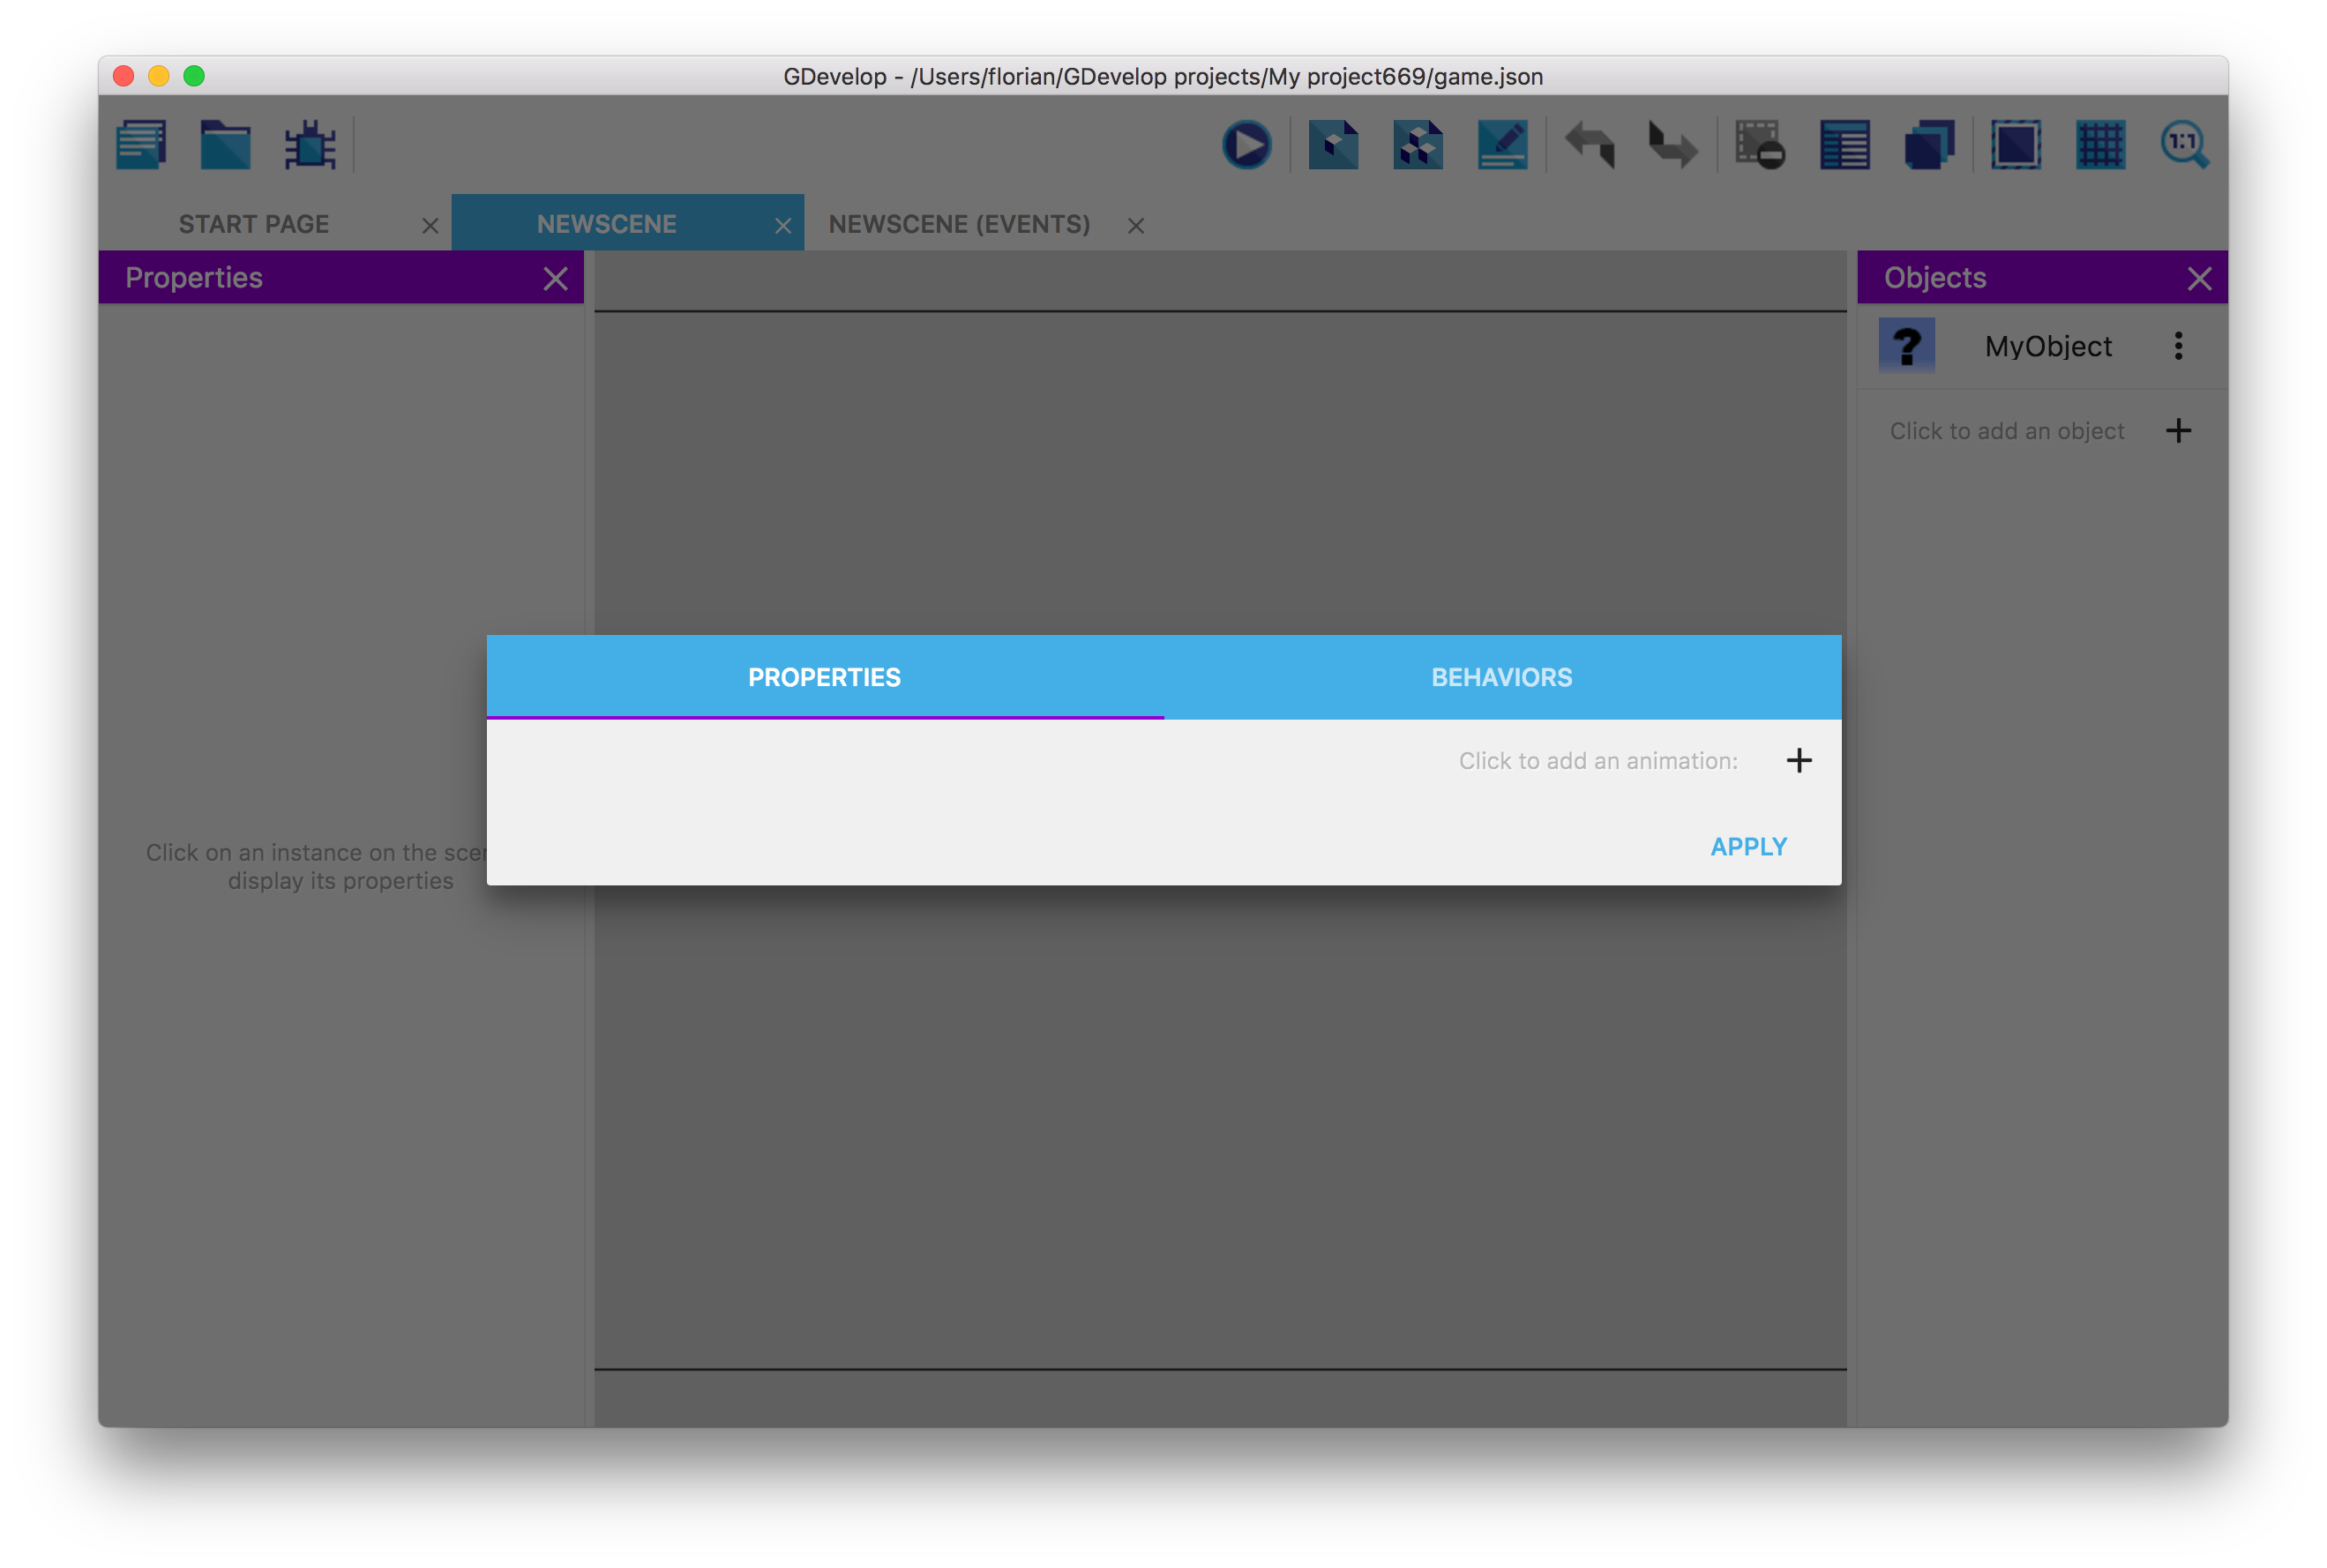 GDevelop - /Users/florian/GDevelop projects/My project669/game.json
1:1
START PAGE
NEWSCENE
NEWSCENE (EVENTS)
Properties
Objects
?
MyObject
Click to add an object
PROPERTIES
BEHAVIORS
Click to add an animation:
APPLY
Click on an instance on the
display its properties